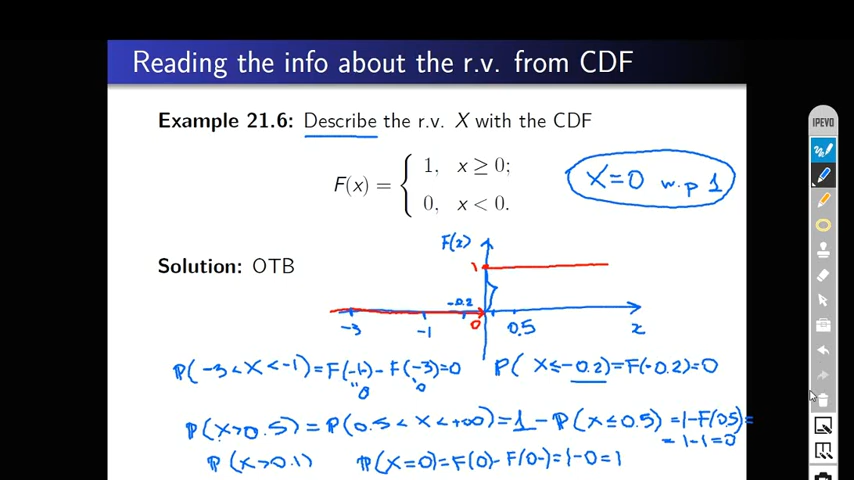 Reading the info about the r.v. from CDF
IPEVO
Example 21.6: Describe the r.v. X with the CDF
F(x) = { 1, x ≥ 0;
0, x < 0.
X=0 w.p 1
Solution: OTB
F(x)
1
-0.2
-3 -1 0 0.5 x
P(-3<X<-1)=F(-1-)-F(-3)=0
"0 "0
P(X≤-0.2)=F(-0.2)=0
P(X>0.5)=P(0.5<X<+∞)=1-P(X≤0.5)=1-F(0.5)=
=1-1=0
P(X>0.1) P(X=0)=F(0)-F(0-)=1-0=1